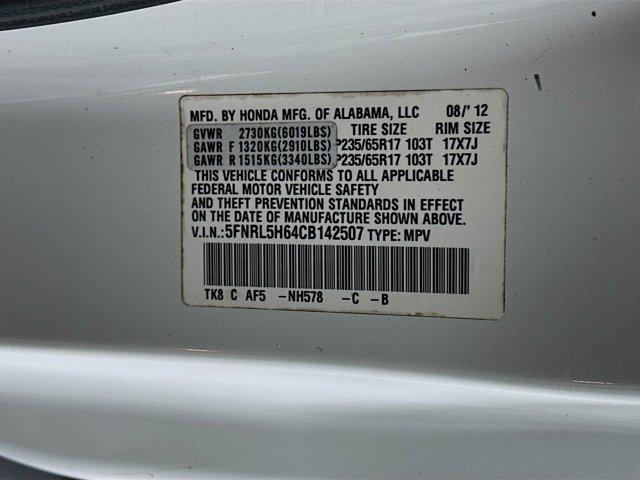 MFD. BY HONDA MFG. OF ALABAMA, LLC 08/'12
GVWR 2730KG(6019LBS) TIRE SIZE RIM SIZE
GAWR F 1320KG(2910LBS) P235/65R17 103T 17X7J
GAWR R 1515KG(3340LBS) P235/65R17 103T 17X7J
THIS VEHICLE CONFORMS TO ALL APPLICABLE
FEDERAL MOTOR VEHICLE SAFETY
AND THEFT PREVENTION STANDARDS IN EFFECT
ON THE DATE OF MANUFACTURE SHOWN ABOVE.
V.I.N.:5FNRL5H64CB142507 TYPE: MPV
TK8 C AF5 -NH578 -C -B